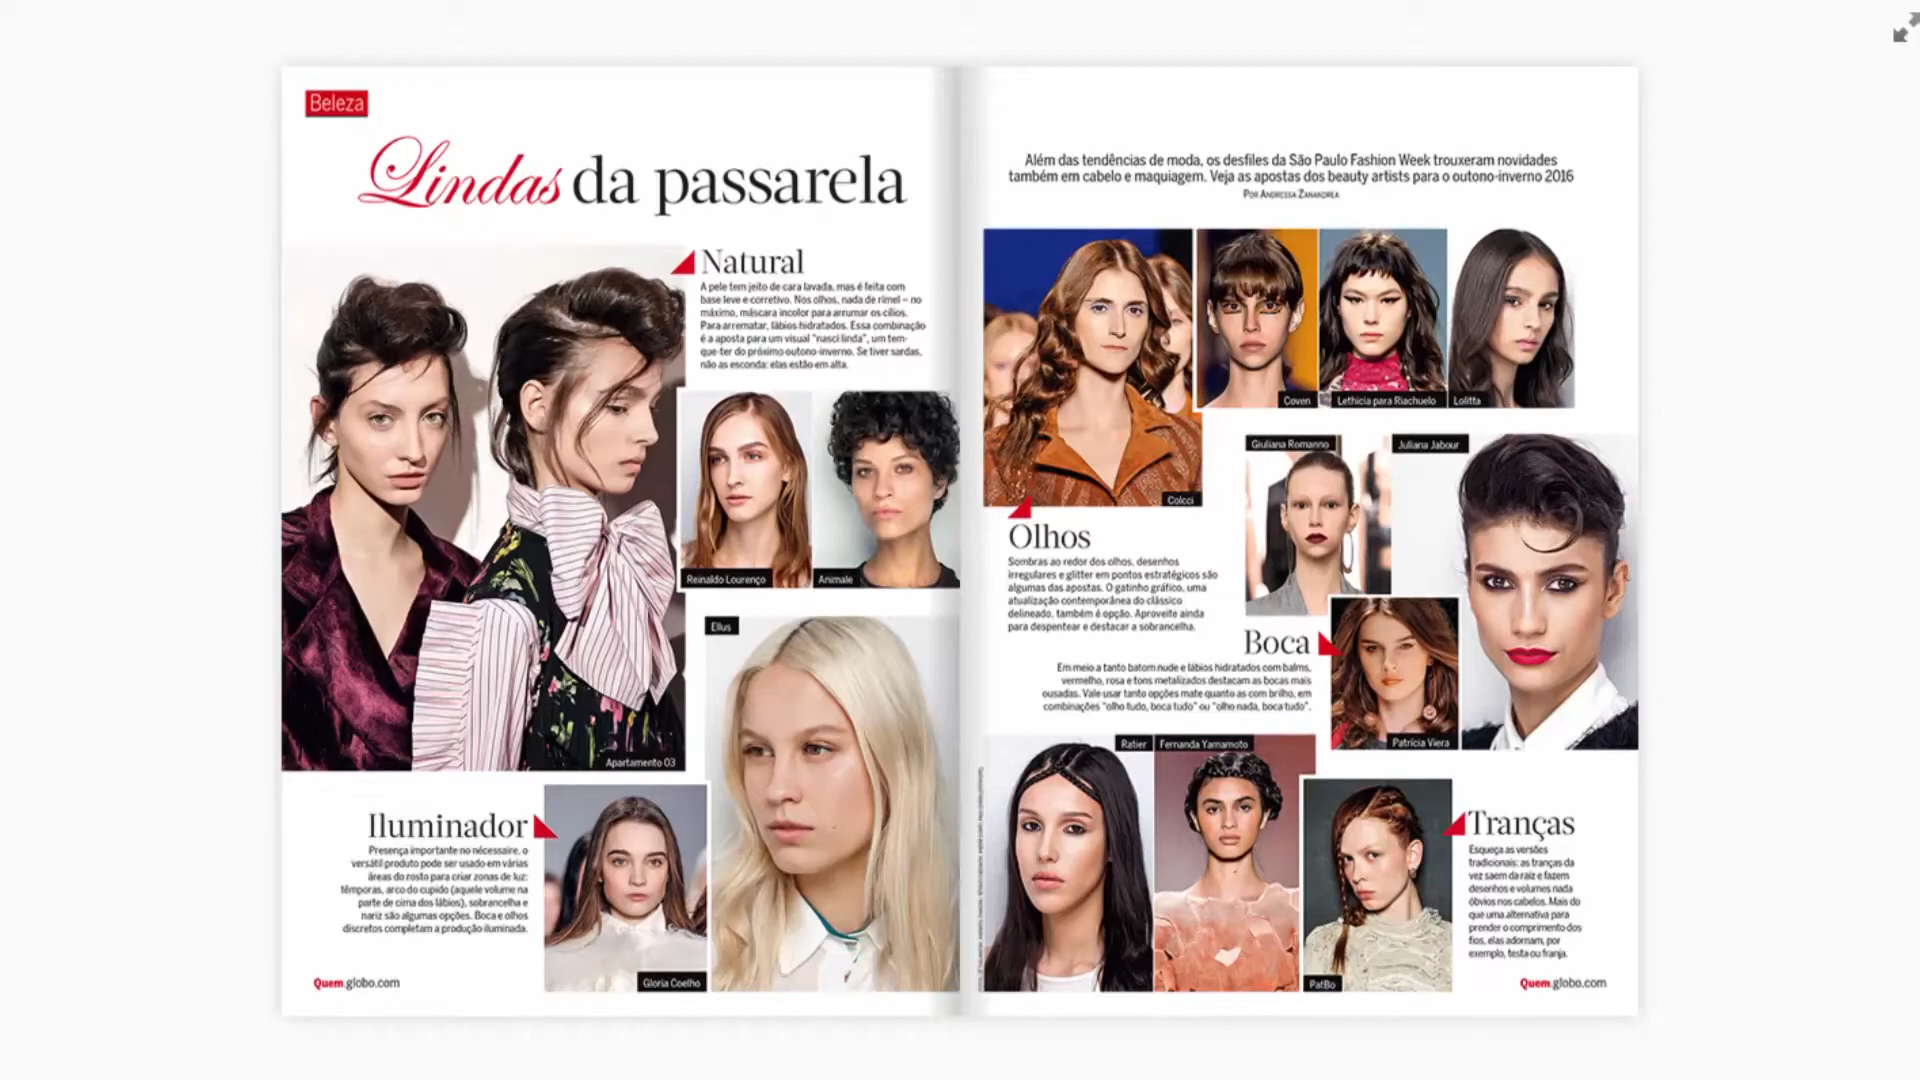 Beleza
Lindas da passarela
Natural
A pele tem jeito de cara lavada, mas é feita com
base leve e corretivo. Nos olhos, nada de rímel – no
máximo, máscara incolor para arrumar os cílios.
Para arrematar, lábios hidratados. Essa combinação
é a aposta para um visual "nasci linda", um tem-
que-ter do próximo outono-inverno. Se tiver sardas,
não as esconda: elas estão em alta.
Reinaldo Lourenço
Animale
Ellus
Apartamento 03
Iluminador
Presença importante no nécessaire, o
versátil produto pode ser usado em várias
áreas do rosto para criar zonas de luz:
têmporas, arco do cupido (aquele volume na
parte de cima dos lábios), sobrancelha e
nariz são algumas opções. Boca e olhos
discretos completam a produção iluminada.
Gloria Coelho
Quem.globo.com
Além das tendências de moda, os desfiles da São Paulo Fashion Week trouxeram novidades
também em cabelo e maquiagem. Veja as apostas dos beauty artists para o outono-inverno 2016
Por Andressa Zanandrea
Colcci
Coven
Lethicia para Riachuelo
Lolitta
Olhos
Sombras ao redor dos olhos, desenhos
irregulares e glitter em pontos estratégicos são
algumas das apostas. O gatinho gráfico, uma
atualização contemporânea do clássico
delineado, também é opção. Aproveite ainda
para despentear e destacar a sobrancelha.
Giuliana Romanno
Juliana Jabour
Boca
Em meio a tanto batom nude e lábios hidratados com balms,
vermelho, rosa e tons metalizados destacam as bocas mais
ousadas. Vale usar tanto opções mate quanto as com brilho, em
combinações "olho tudo, boca tudo" ou "olho nada, boca tudo".
Patrícia Viera
Ratier
Fernanda Yamamoto
PatBo
Tranças
Esqueça as versões
tradicionais: as tranças da
vez saem da raiz e fazem
desenhos e volumes nada
óbvios nos cabelos. Mais do
que uma alternativa para
prender o comprimento dos
fios, elas adornam, por
exemplo, testa ou franja.
Quem.globo.com